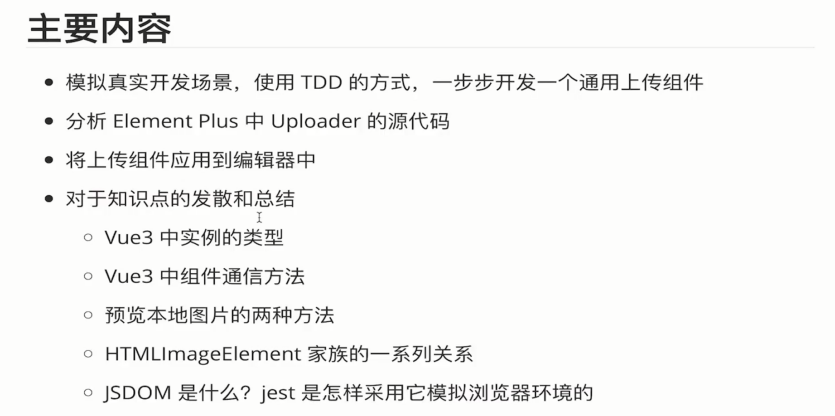 主要内容
模拟真实开发场景，使用 TDD 的方式，一步步开发一个通用上传组件
分析 Element Plus 中 Uploader 的源代码
将上传组件应用到编辑器中
对于知识点的发散和总结
Vue3 中实例的类型
Vue3 中组件通信方法
预览本地图片的两种方法
HTMLImageElement 家族的一系列关系
JSDOM 是什么？jest 是怎样采用它模拟浏览器环境的